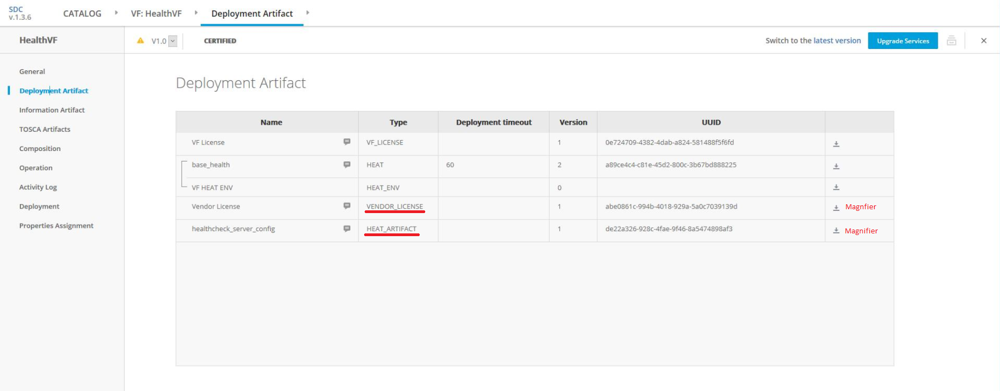 SDC
v.1.3.6
CATALOG
VF: HealthVF
Deployment Artifact
HealthVF
V1.0
CERTIFIED
Switch to the latest version
Upgrade Services
General
Deployment Artifact
Information Artifact
TOSCA Artifacts
Composition
Operation
Activity Log
Deployment
Properties Assignment
Deployment Artifact
Name Type Deployment timeout Version UUID
VF License VF_LICENSE 1 0e724709-4382-4dab-a824-581488f5f6fd
base_health HEAT 60 2 a89ce4c4-c81e-45d2-800c-3b67bd888225
VF HEAT ENV HEAT_ENV 0
Vendor License VENDOR_LICENSE 1 abe0861c-994b-4018-929a-5a0c7039139d Magnfier
healthcheck_server_config HEAT_ARTIFACT 1 de22a326-928c-4fae-9f46-8a5474898af3 Magnifier